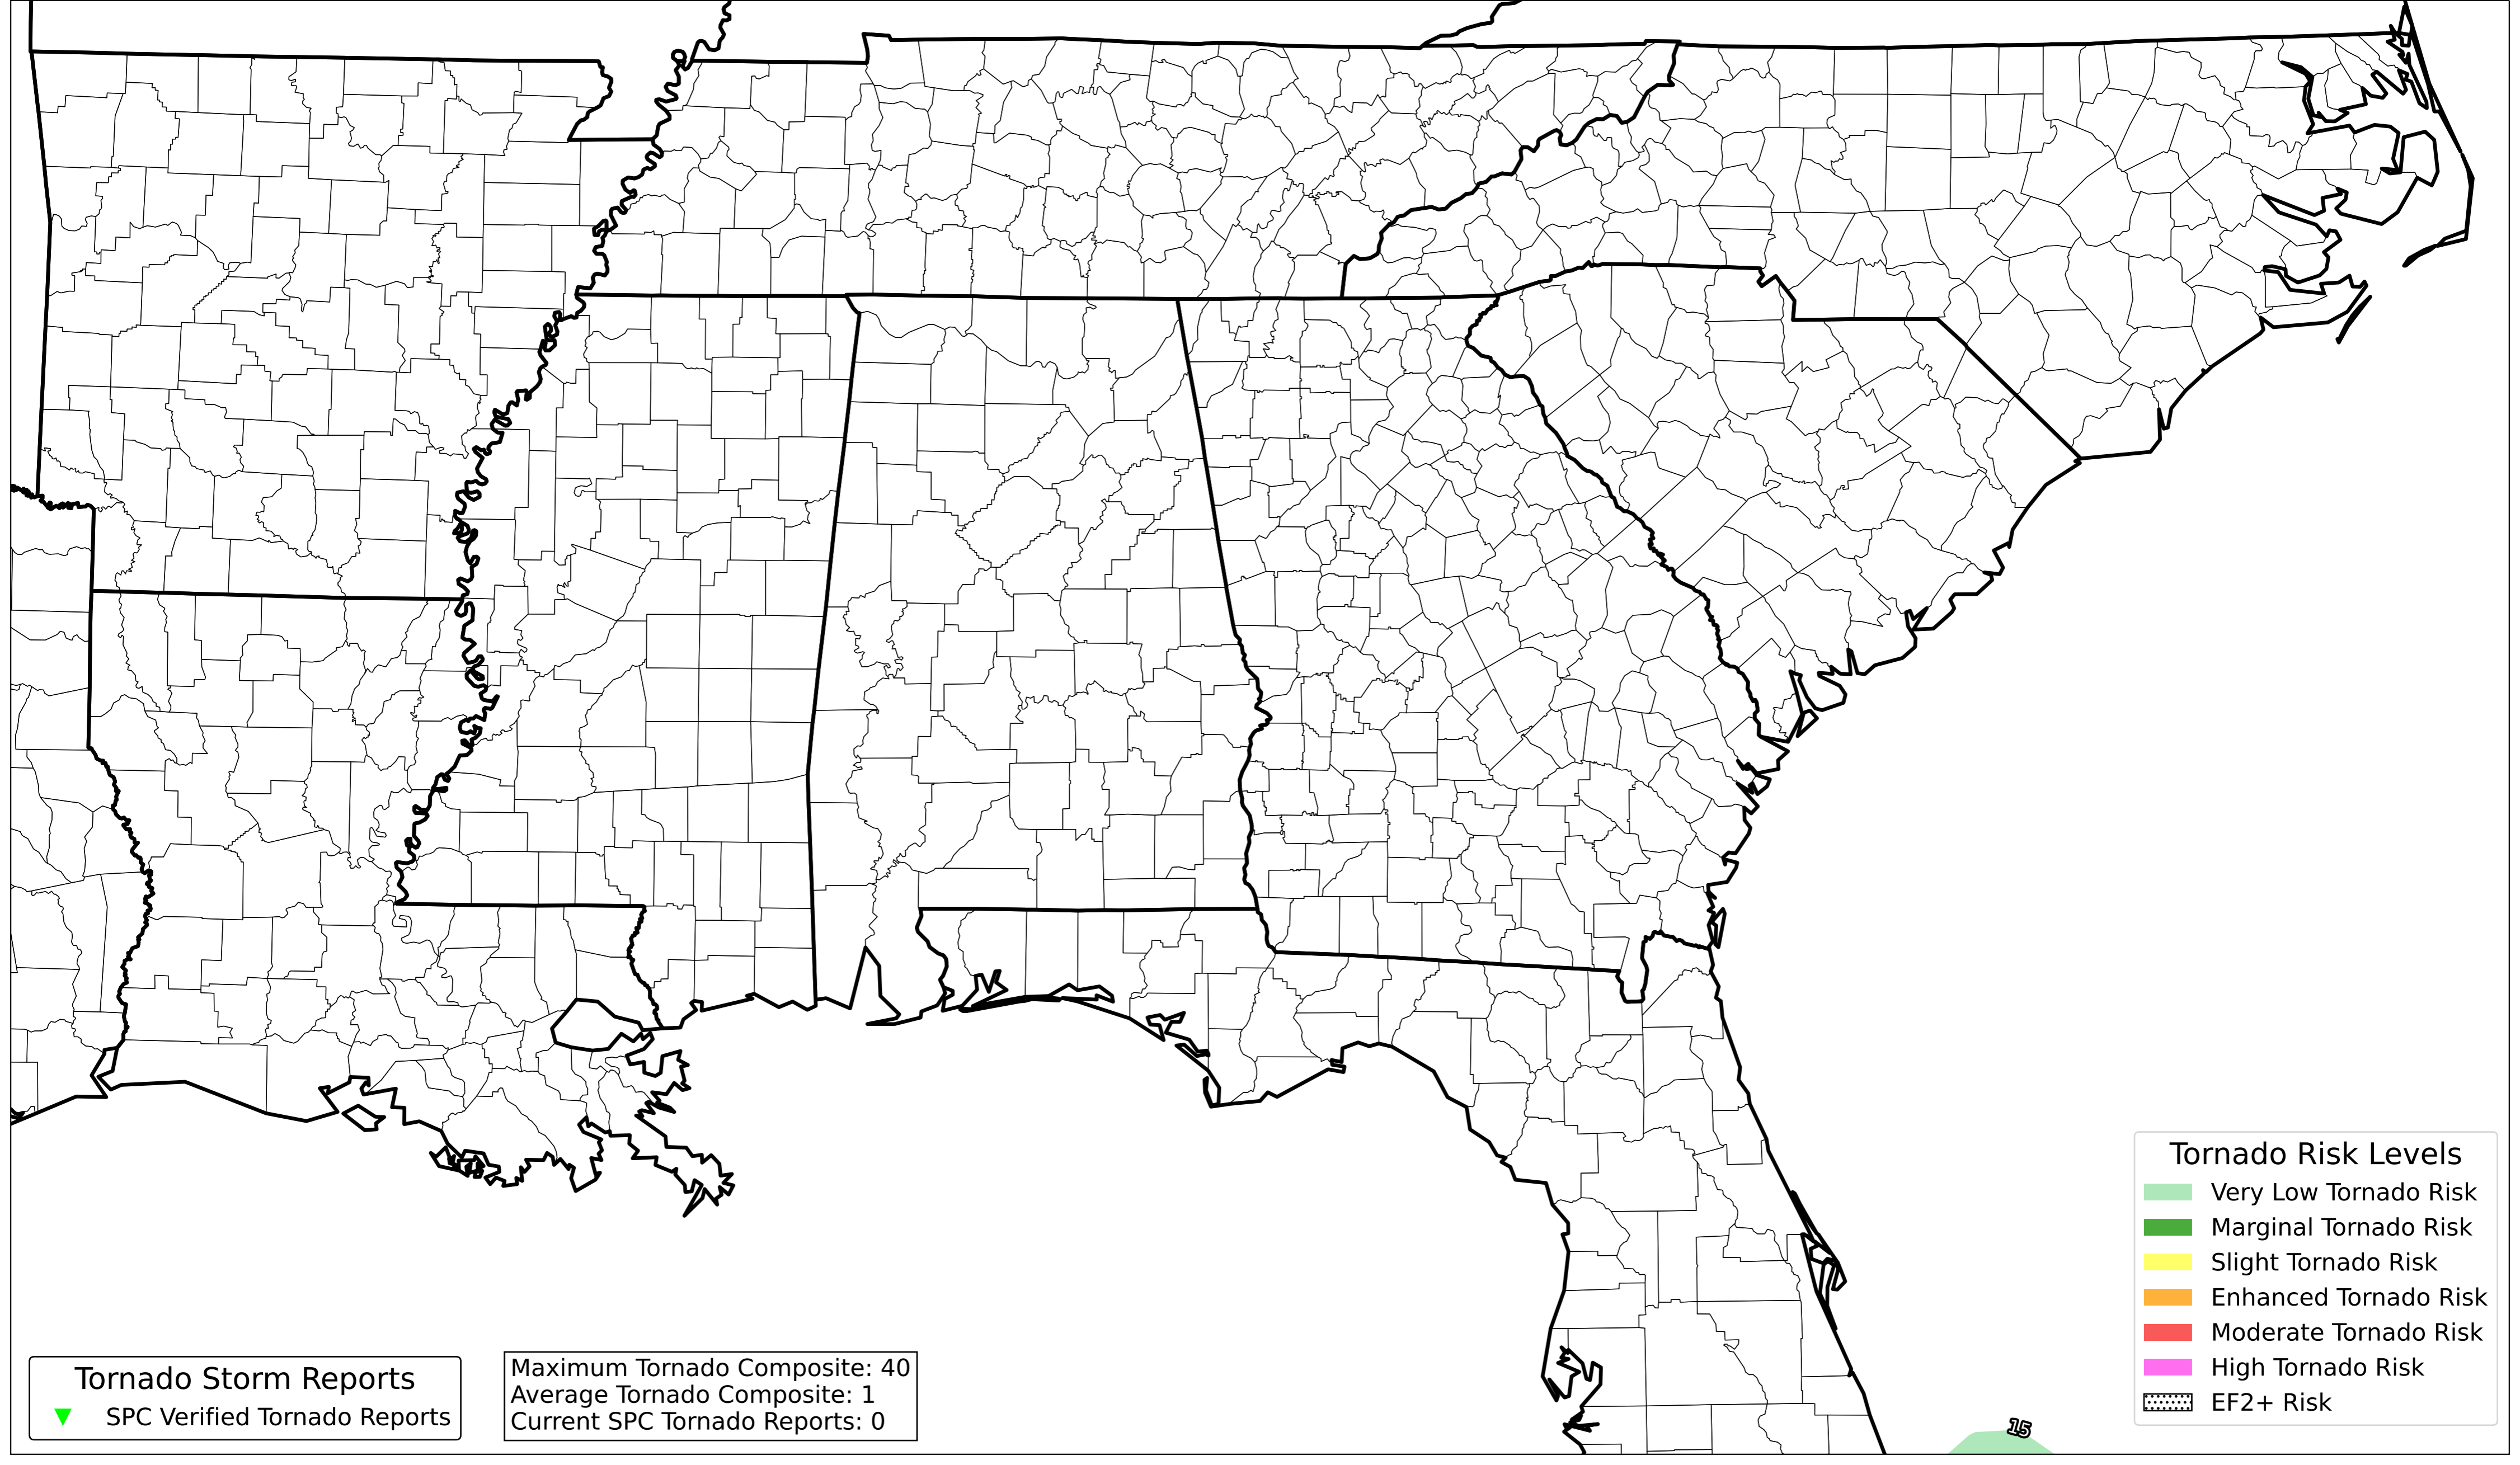 Tornado Risk Levels
Very Low Tornado Risk
Marginal Tornado Risk
Slight Tornado Risk
Enhanced Tornado Risk
Moderate Tornado Risk
High Tornado Risk
EF2+ Risk
Tornado Storm Reports
SPC Verified Tornado Reports
Maximum Tornado Composite: 40
Average Tornado Composite: 1
Current SPC Tornado Reports: 0
15